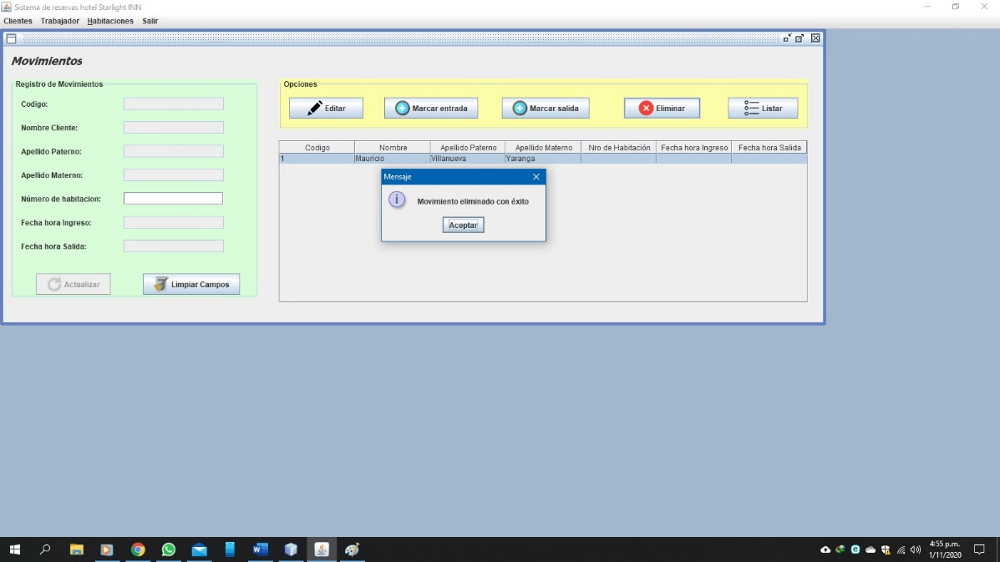 Sistema de reservas hotel Starlight INN
Clientes Trabajador Habitaciones Salir
Movimientos
Registro de Movimientos
Codigo:
Nombre Cliente:
Apellido Paterno:
Apellido Materno:
Número de habitacion:
Fecha hora Ingreso:
Fecha hora Salida:
Actualizar Limpiar Campos
Opciones
Editar Marcar entrada Marcar salida Eliminar Listar
Codigo Nombre Apellido Paterno Apellido Materno Nro de Habitación Fecha hora Ingreso Fecha hora Salida
1 Mauricio Villanueva Yaranga
Mensaje
Movimiento eliminado con éxito
Aceptar
4:55 p.m.
1/11/2020